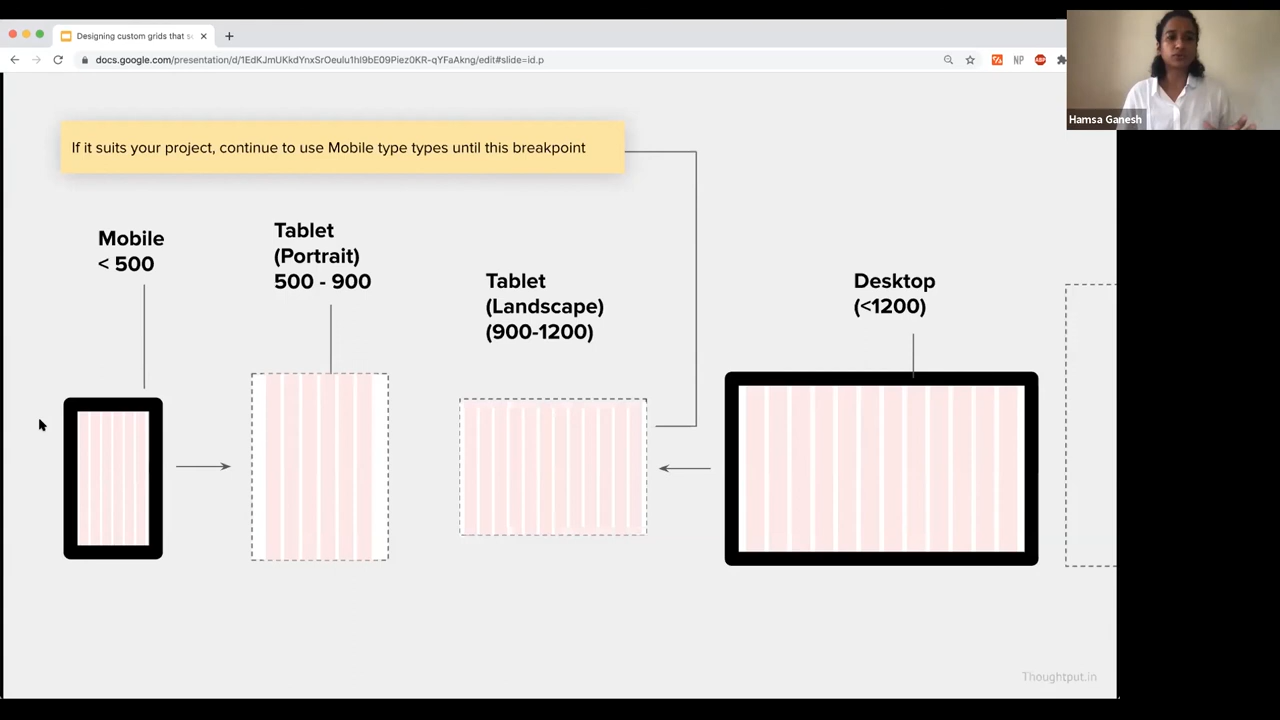 Designing custom grids that s
docs.google.com/presentation/d/1EdKJmUKkdYnxSrOeulu1hI9bE09Piez0KR-qYFaAkng/edit#slide=id.p
NP
ABP
Hamsa Ganesh
If it suits your project, continue to use Mobile type types until this breakpoint
Mobile
< 500
Tablet
(Portrait)
500 - 900
Tablet
(Landscape)
(900-1200)
Desktop
(<1200)
Thoughtput.in